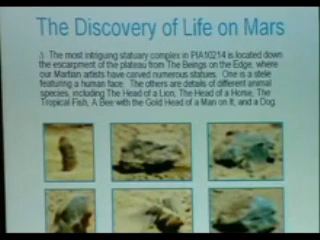 The Discovery of Life on Mars
Δ The most intriguing statuary complex in PIA10214 is located down
the escarpment of the plateau from The Beings on the Edge, where
our Martian artists have carved numerous statues. One is a stele
featuring a human face. The others are details of different animal
species, including The Head of a Lion, The Head of a Horse, The
Tropical Fish, A Bee with the Gold Head of a Man on It, and a Dog.